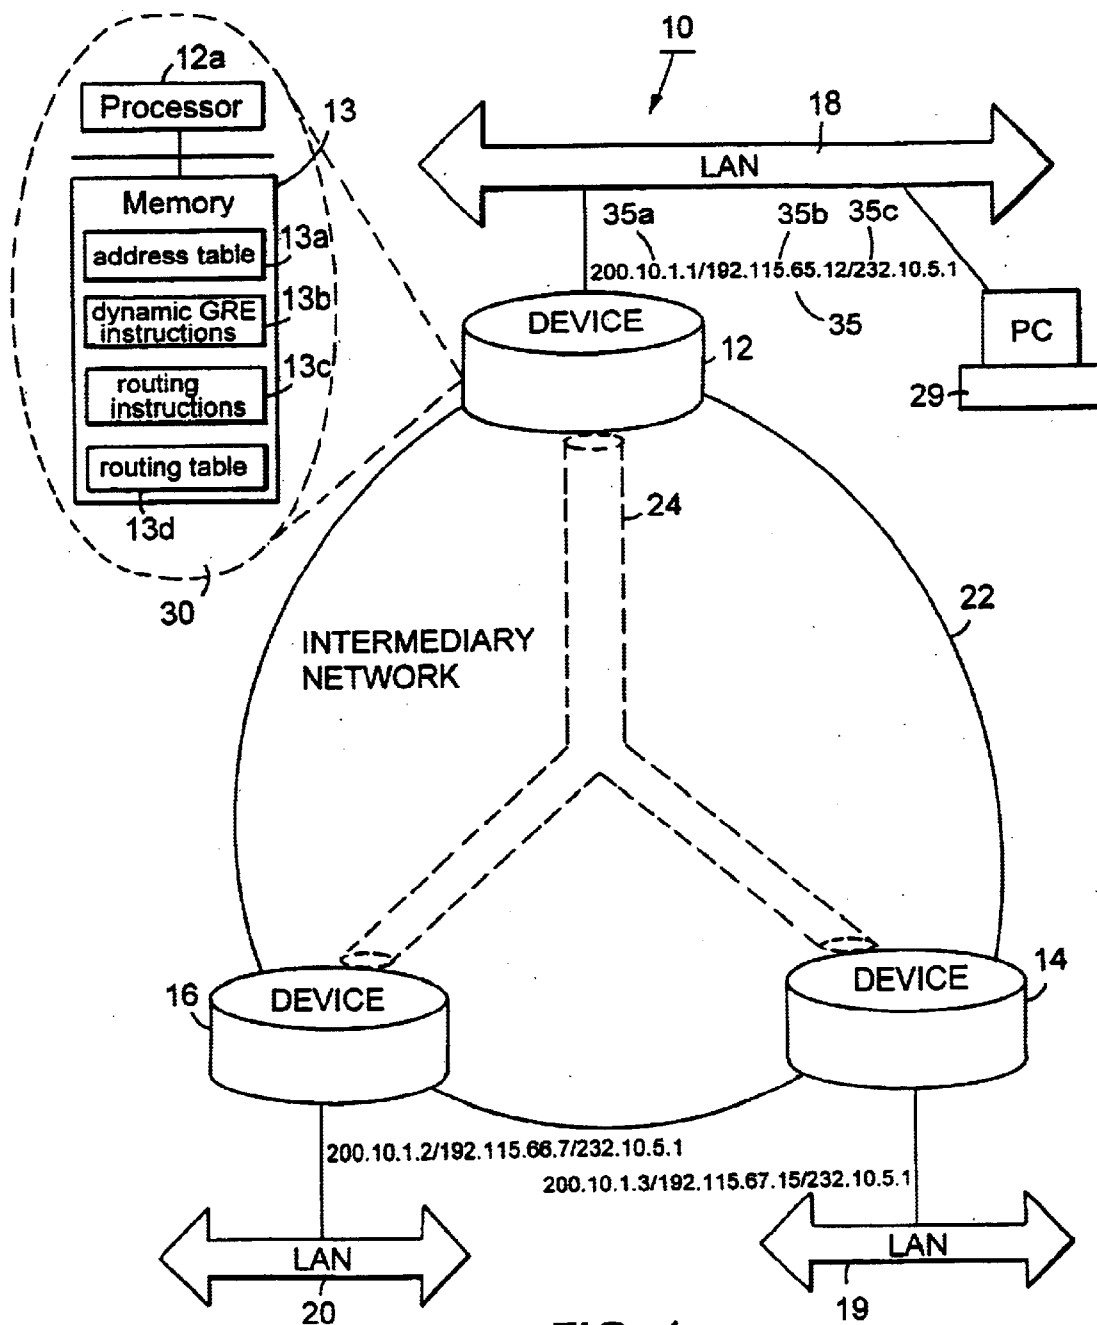 10
12a
Processor
13
18
LAN
Memory
35a
35b
35c
13a
address table
200.10.1.1/192.115.65.12/232.10.5.1
13b
dynamic GRE
instructions
DEVICE
35
PC
12
13c
routing
instructions
29
routing table
13d
24
30
22
INTERMEDIARY
NETWORK
16
DEVICE
DEVICE
14
200.10.1.2/192.115.66.7/232.10.5.1
200.10.1.3/192.115.67.15/232.10.5.1
LAN
LAN
20
19